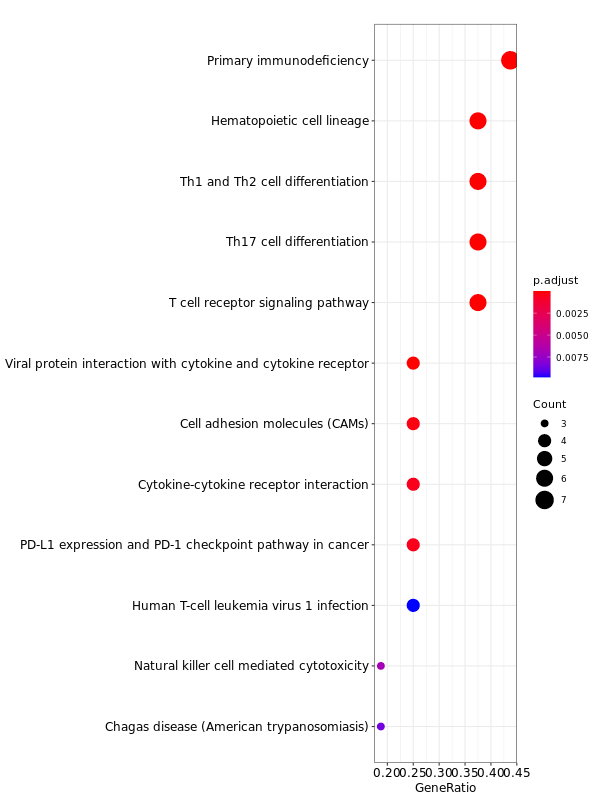 Primary immunodeficiency
Hematopoietic cell lineage
Th1 and Th2 cell differentiation
Th17 cell differentiation
T cell receptor signaling pathway
Viral protein interaction with cytokine and cytokine receptor
Cell adhesion molecules (CAMs)
Cytokine-cytokine receptor interaction
PD-L1 expression and PD-1 checkpoint pathway in cancer
Human T-cell leukemia virus 1 infection
Natural killer cell mediated cytotoxicity
Chagas disease (American trypanosomiasis)
0.20 0.25 0.30 0.35 0.40 0.45
GeneRatio
p.adjust
0.0025
0.0050
0.0075
Count
3
4
5
6
7